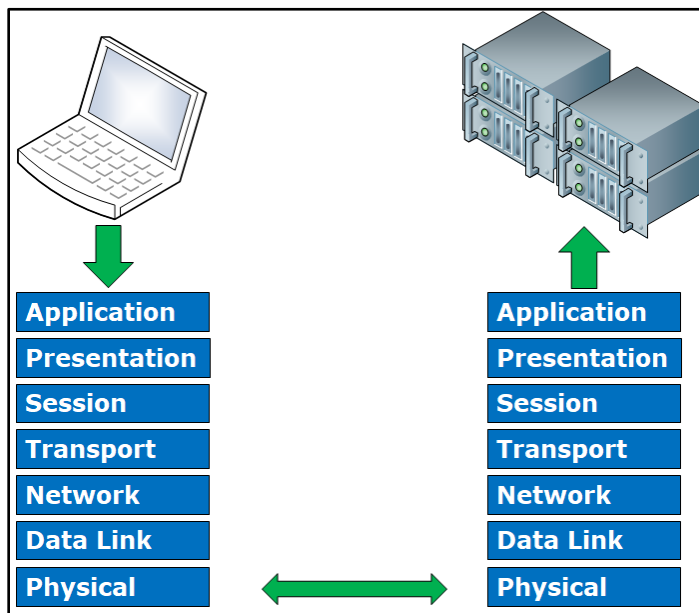 Application
Presentation
Session
Transport
Network
Data Link
Physical
Application
Presentation
Session
Transport
Network
Data Link
Physical